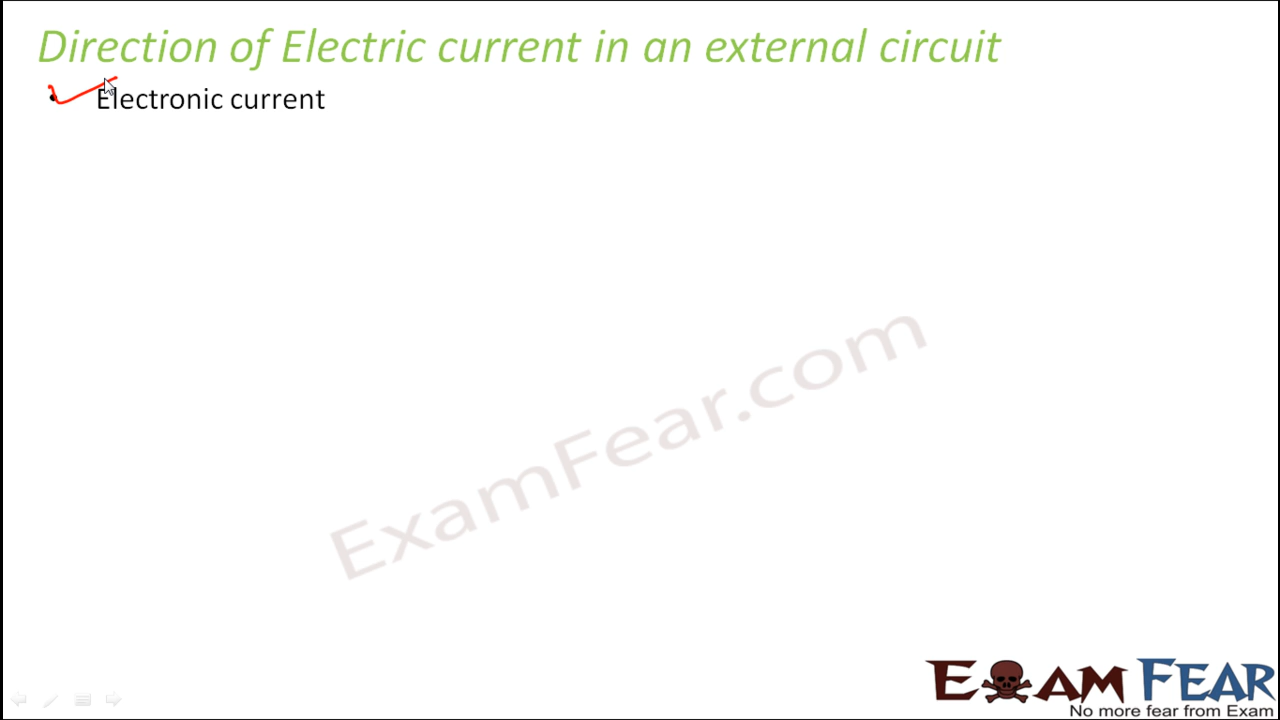 Direction of Electric current in an external circuit
• Electronic current
ExamFear.com
EXAMFEAR
No more fear from Exam